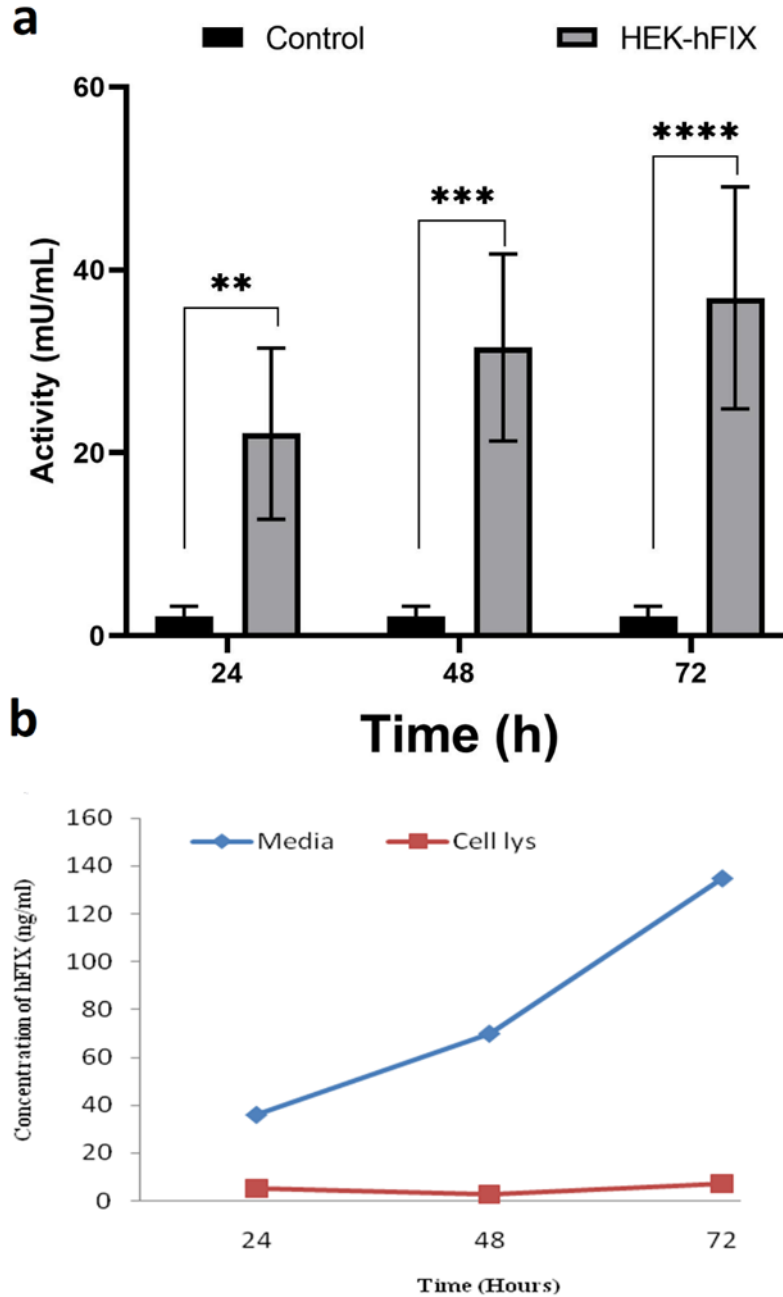 a
Control HEK-hFIX
Activity (mU/mL)
60
40
20
0
**
***
****
24 48 72
Time (h)
b
Concentration of hFIX (ng/ml)
160
140
120
100
80
60
40
20
0
Media Cell lys
24 48 72
Time (Hours)